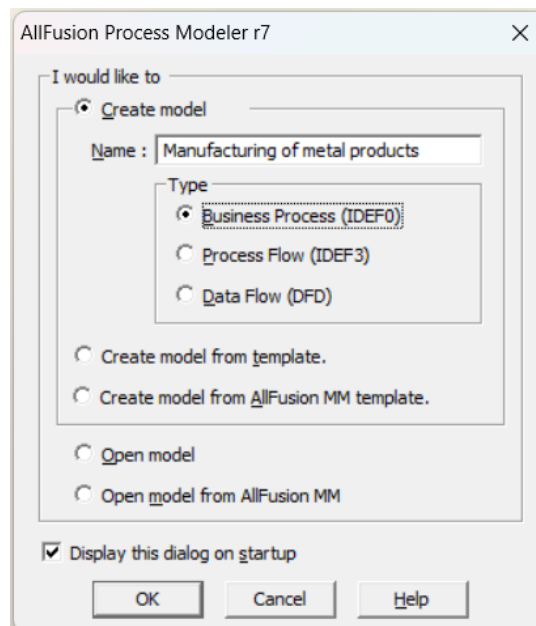 AllFusion Process Modeler r7
I would like to
Create model
Name : Manufacturing of metal products
Type
Business Process (IDEF0)
Process Flow (IDEF3)
Data Flow (DFD)
Create model from template.
Create model from AllFusion MM template.
Open model
Open model from AllFusion MM
Display this dialog on startup
OK Cancel Help